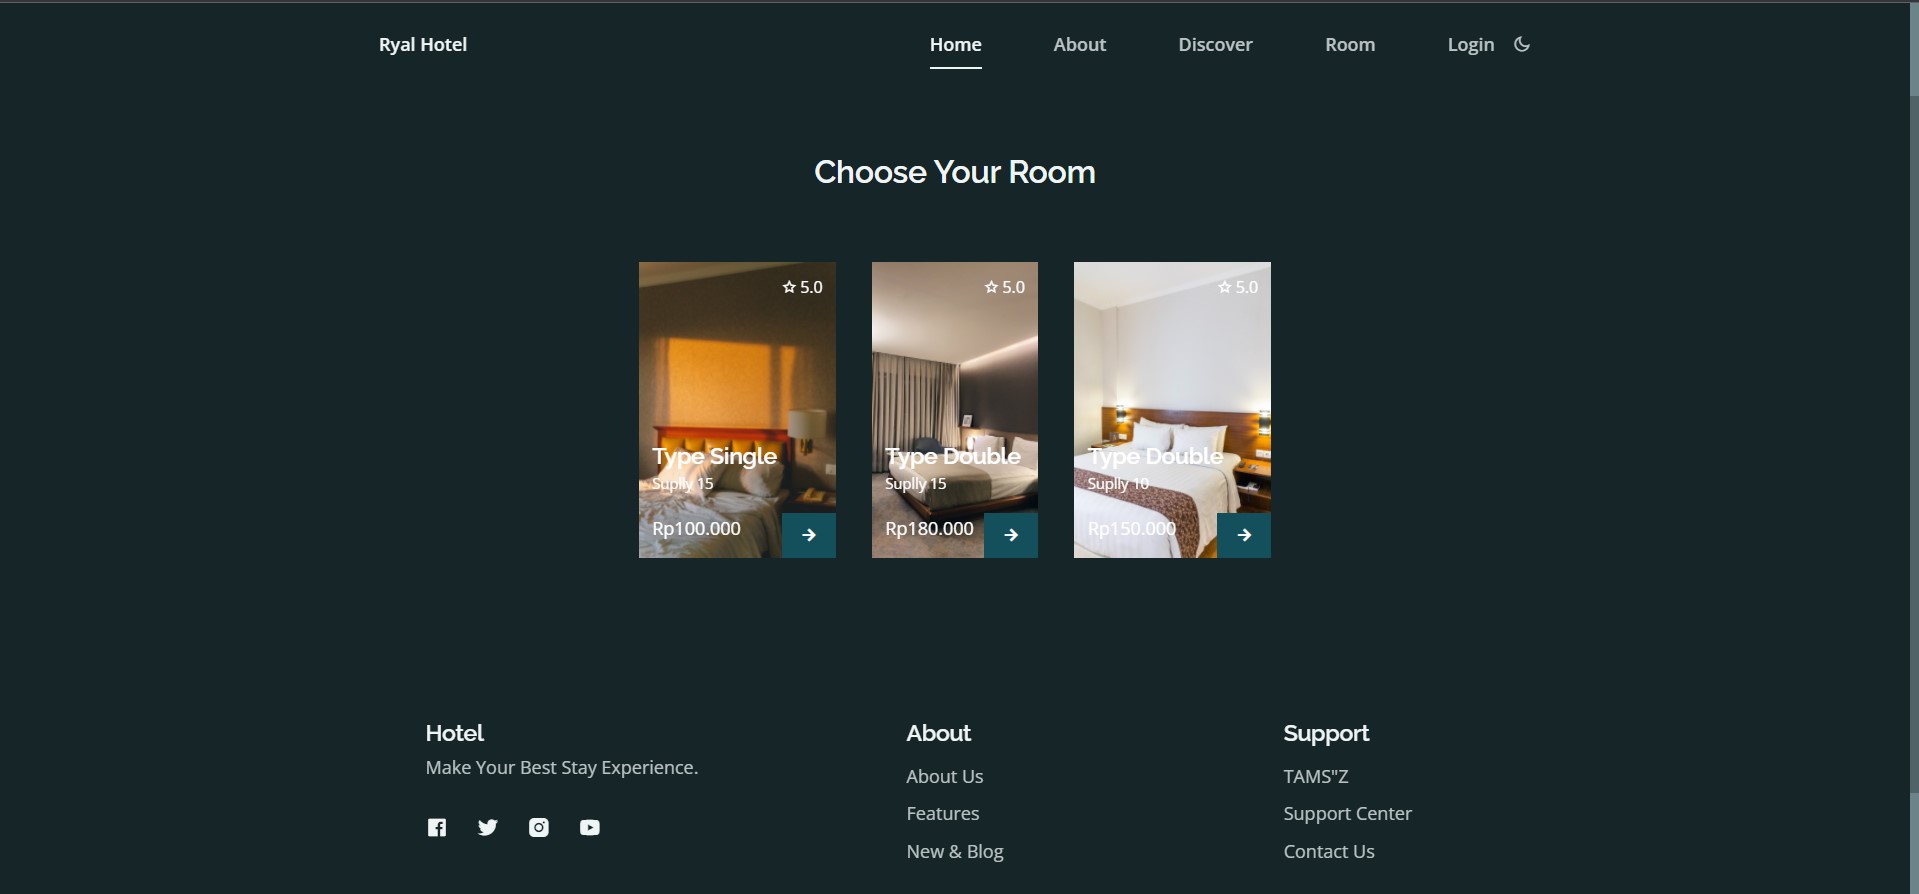 Ryal Hotel
Home About Discover Room Login
Choose Your Room
5.0
Type Single
Suplly 15
Rp100.000
5.0
Type Double
Suplly 15
Rp180.000
5.0
Type Double
Suplly 10
Rp150.000
Hotel
Make Your Best Stay Experience.
About
About Us
Features
New & Blog
Support
TAMS"Z
Support Center
Contact Us